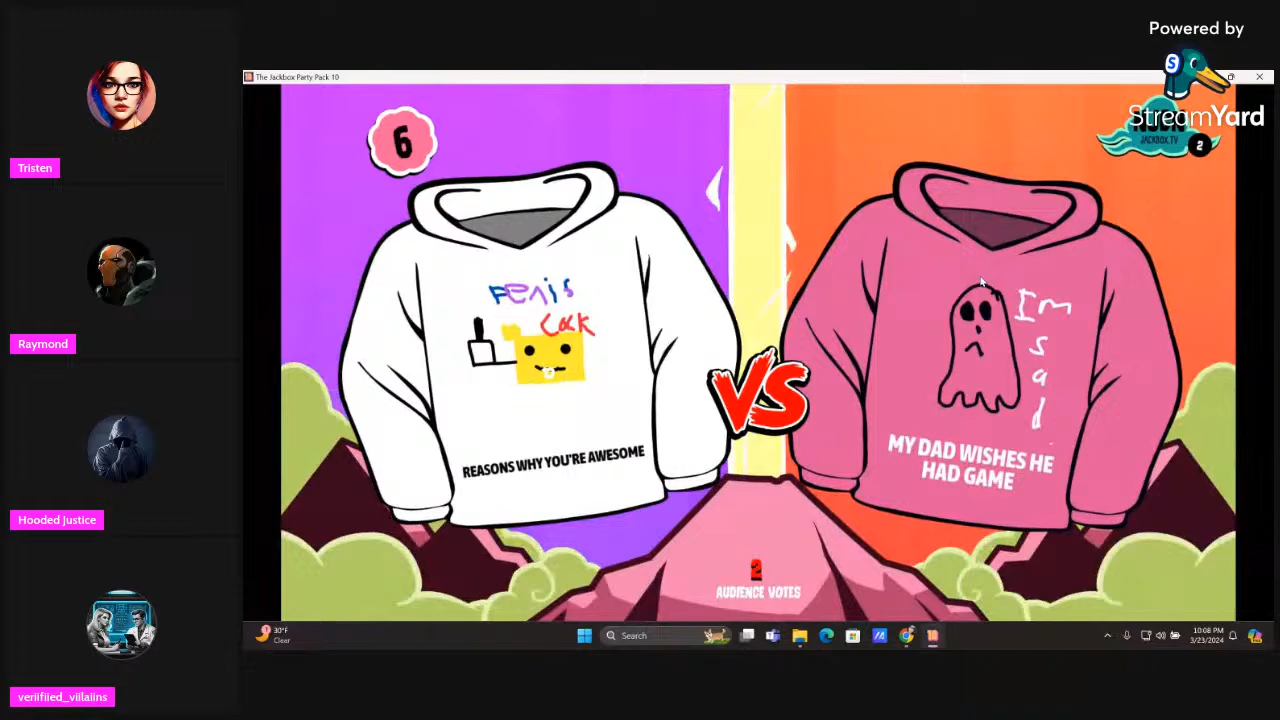 Powered by
StreamYard
The Jackbox Party Pack 10
JACKBOX.TV
2
6
Penis
Cock
REASONS WHY YOU'RE AWESOME
VS
Im
s
a
d
MY DAD WISHES HE
HAD GAME
2
AUDIENCE VOTES
Tristen
Raymond
Hooded Justice
veriifiied_viilaiins
30°F
Clear
Search
10:08 PM
3/23/2024